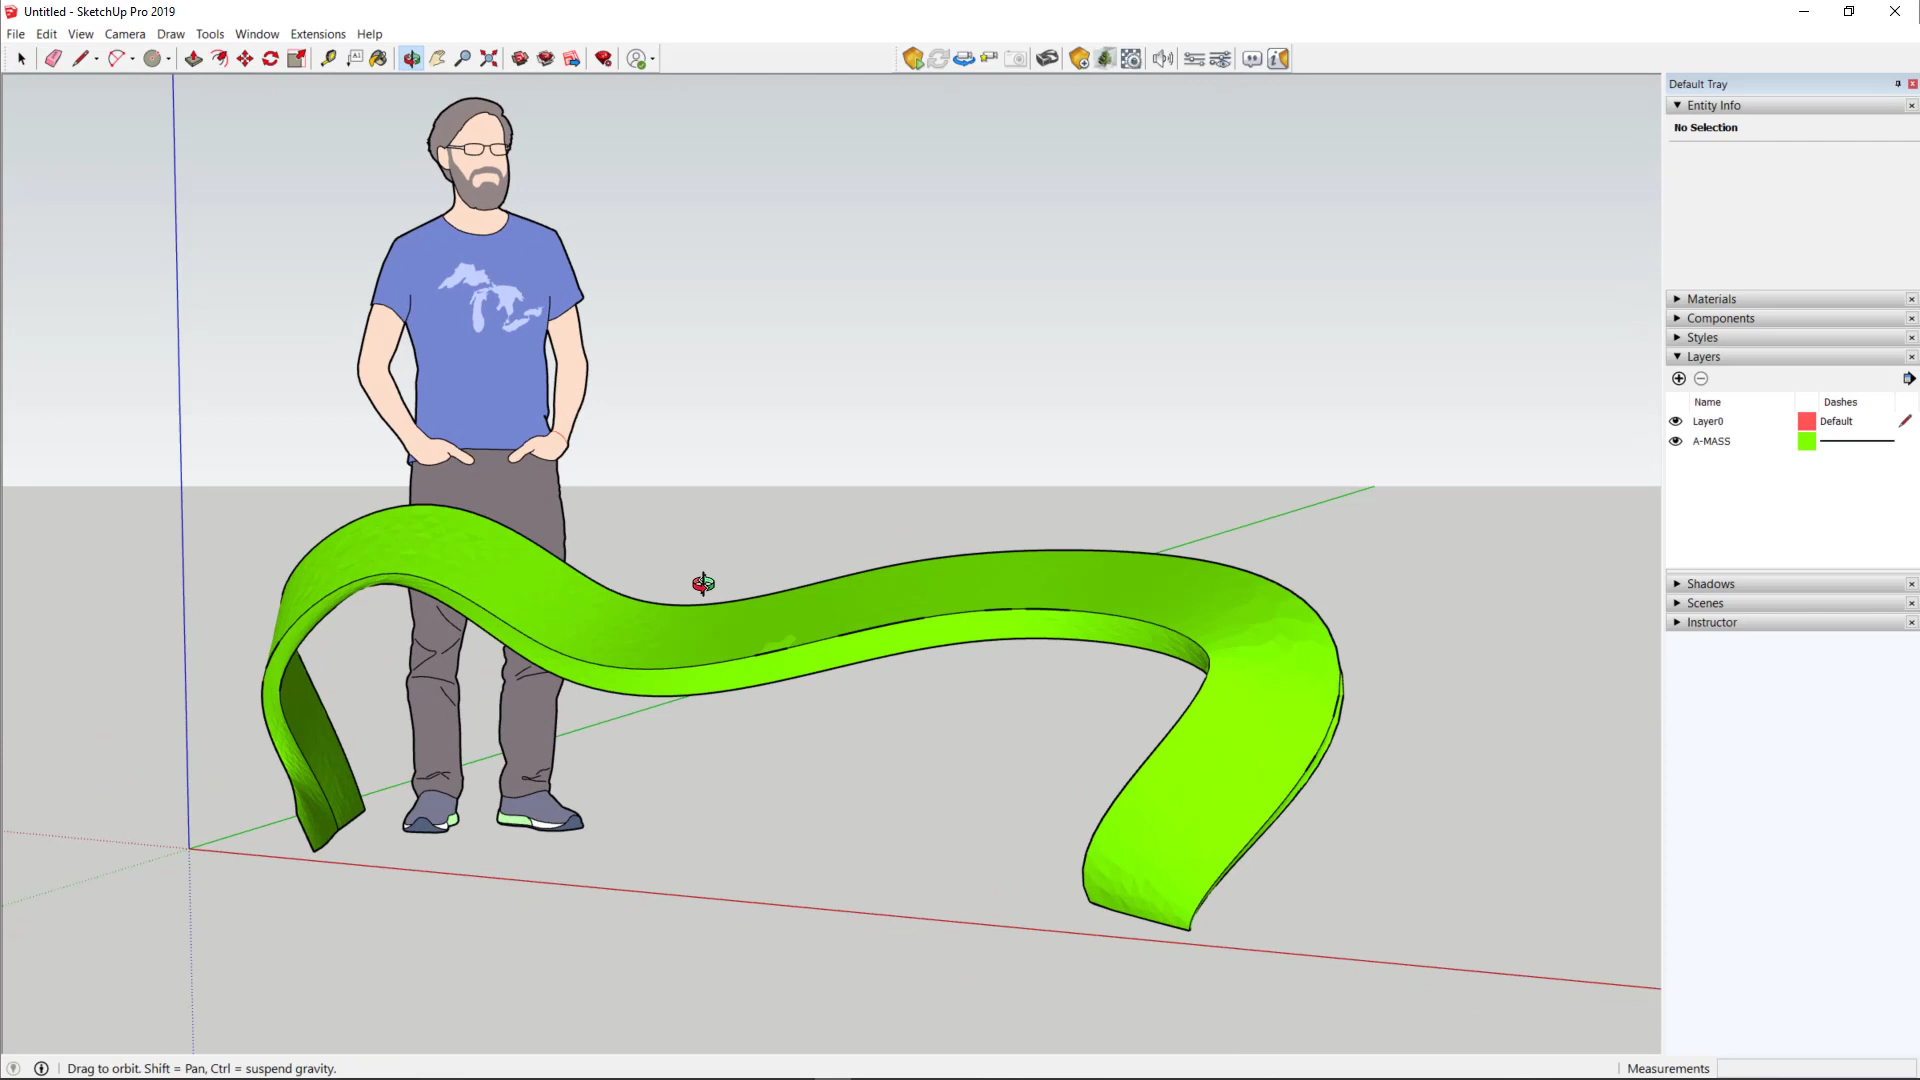 Untitled - SketchUp Pro 2019
File Edit View Camera Draw Tools Window Extensions Help
Default Tray
Entity Info
No Selection
Materials
Components
Styles
Layers
Name Dashes
Layer0 Default
A-MASS
Shadows
Scenes
Instructor
Drag to orbit. Shift = Pan, Ctrl = suspend gravity.
Measurements